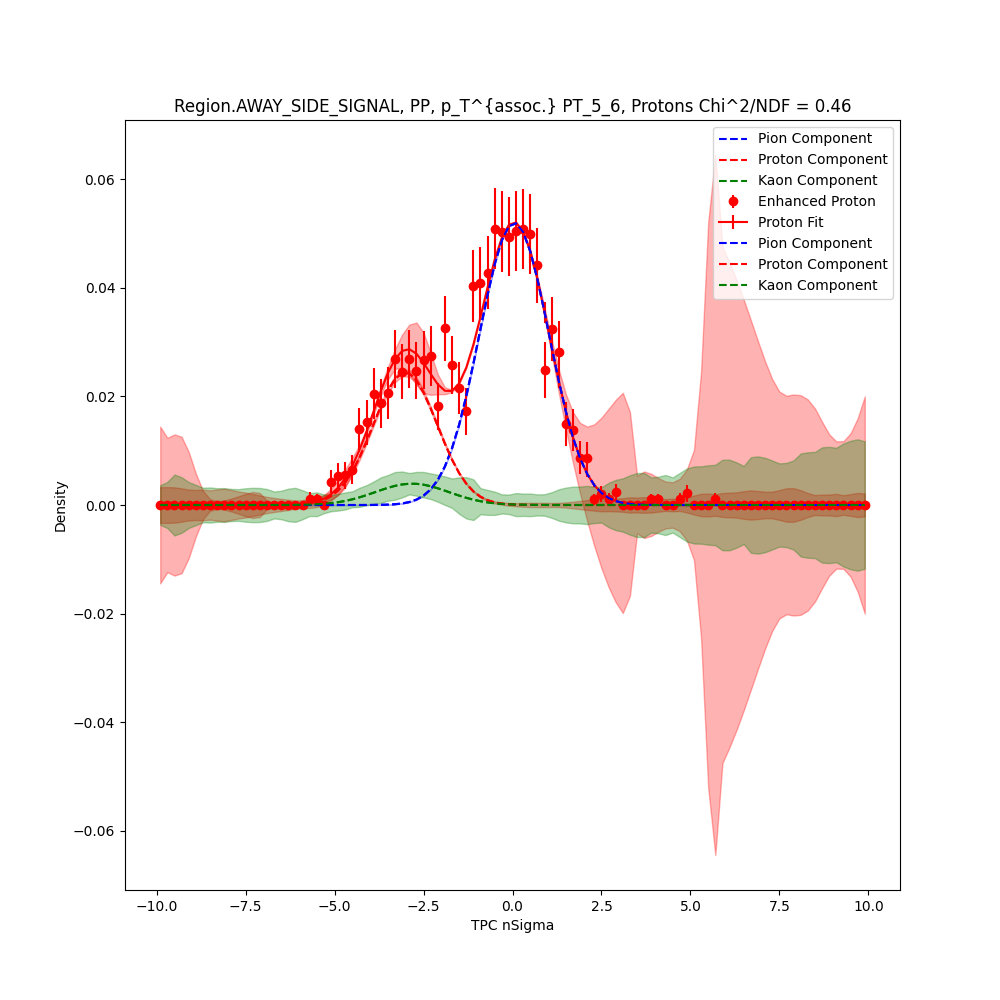 Region.AWAY_SIDE_SIGNAL, PP, p_T^{assoc.} PT_5_6, Protons Chi^2/NDF = 0.46
Pion Component
Proton Component
Kaon Component
Enhanced Proton
Proton Fit
Pion Component
Proton Component
Kaon Component
0.06
0.04
0.02
0.00
−0.02
−0.04
−0.06
Density
−10.0 −7.5 −5.0 −2.5 0.0 2.5 5.0 7.5 10.0
TPC nSigma